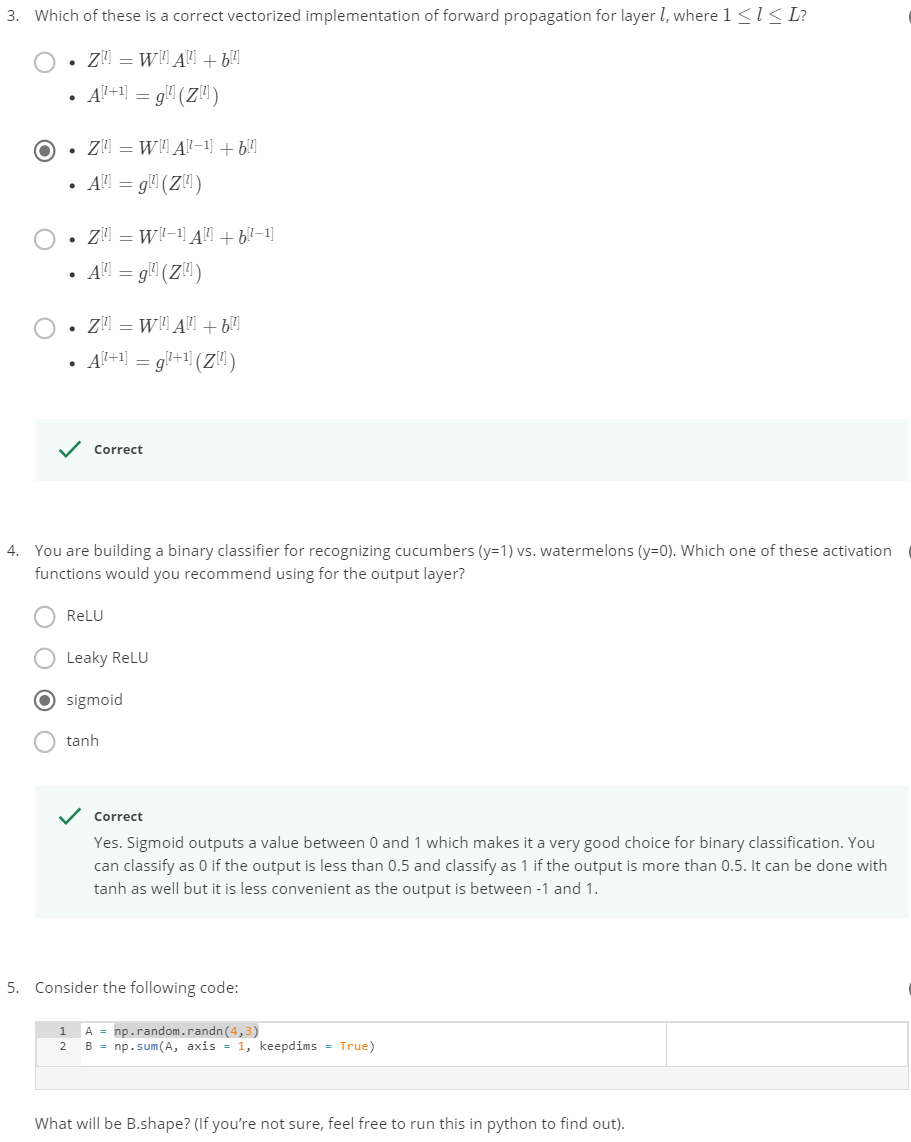 3. Which of these is a correct vectorized implementation of forward propagation for layer l, where 1 ≤ l ≤ L?
• Z[l] = W[l] A[l] + b[l]
• A[l+1] = g[l](Z[l])
• Z[l] = W[l] A[l−1] + b[l]
• A[l] = g[l](Z[l])
• Z[l] = W[l−1] A[l] + b[l−1]
• A[l] = g[l](Z[l])
• Z[l] = W[l] A[l] + b[l]
• A[l+1] = g[l+1](Z[l])
Correct
4. You are building a binary classifier for recognizing cucumbers (y=1) vs. watermelons (y=0). Which one of these activation
functions would you recommend using for the output layer?
ReLU
Leaky ReLU
sigmoid
tanh
Correct
Yes. Sigmoid outputs a value between 0 and 1 which makes it a very good choice for binary classification. You
can classify as 0 if the output is less than 0.5 and classify as 1 if the output is more than 0.5. It can be done with
tanh as well but it is less convenient as the output is between -1 and 1.
5. Consider the following code:
1 A = np.random.randn(4,3)
2 B = np.sum(A, axis = 1, keepdims = True)
What will be B.shape? (If you’re not sure, feel free to run this in python to find out).